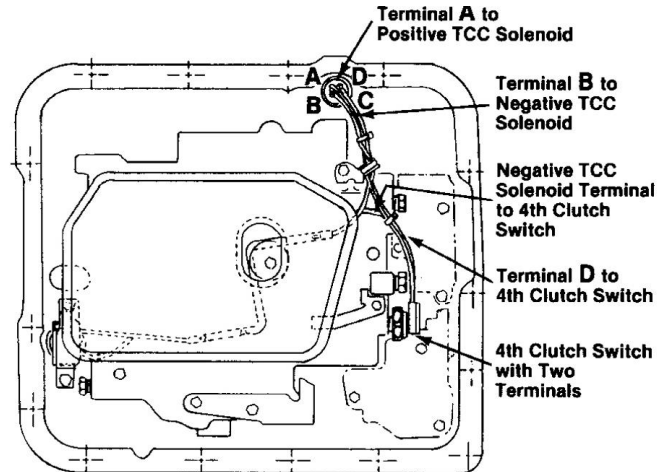 Terminal A to
Positive TCC Solenoid
A D
B C
Terminal B to
Negative TCC
Solenoid
Negative TCC
Solenoid Terminal
to 4th Clutch
Switch
Terminal D to
4th Clutch Switch
4th Clutch Switch
with Two
Terminals